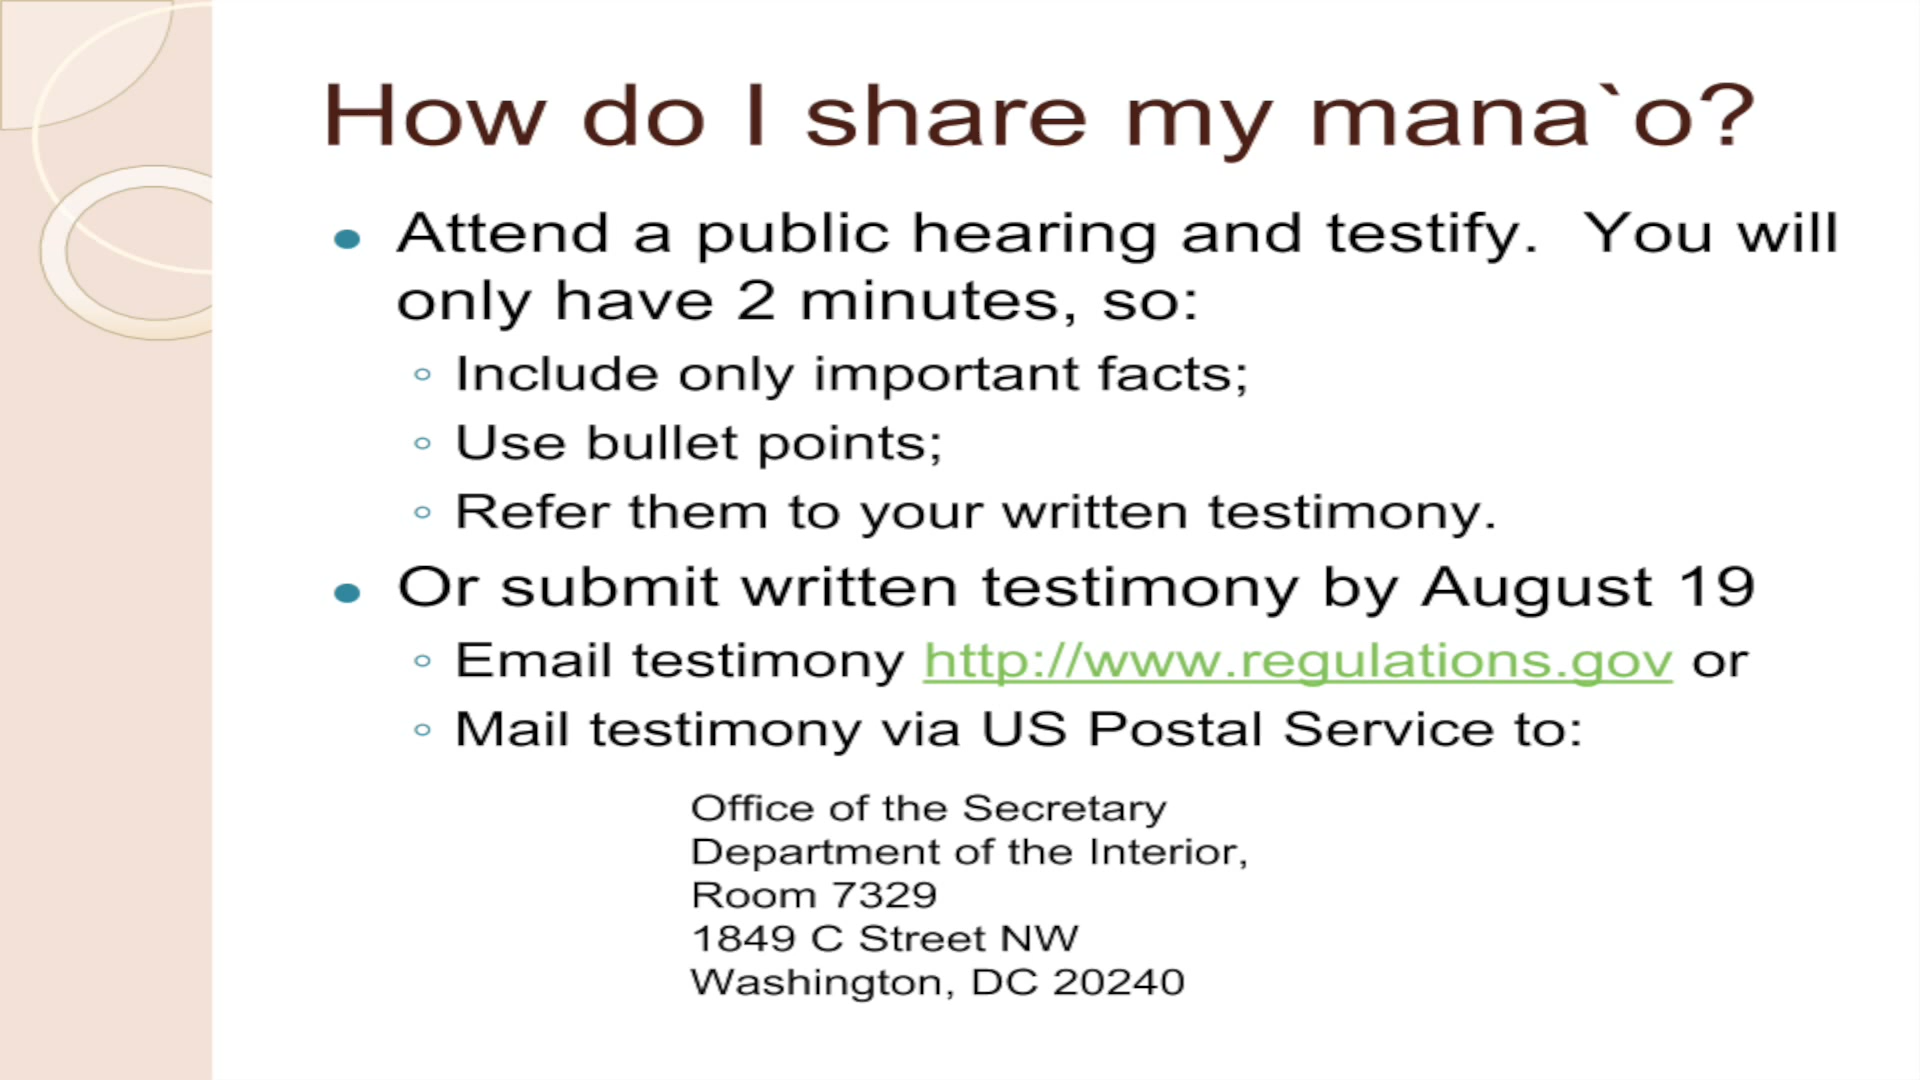 How do I share my mana`o?
• Attend a public hearing and testify.  You will
only have 2 minutes, so:
◦ Include only important facts;
◦ Use bullet points;
◦ Refer them to your written testimony.
• Or submit written testimony by August 19
◦ Email testimony http://www.regulations.gov or
◦ Mail testimony via US Postal Service to:
Office of the Secretary
Department of the Interior,
Room 7329
1849 C Street NW
Washington, DC 20240